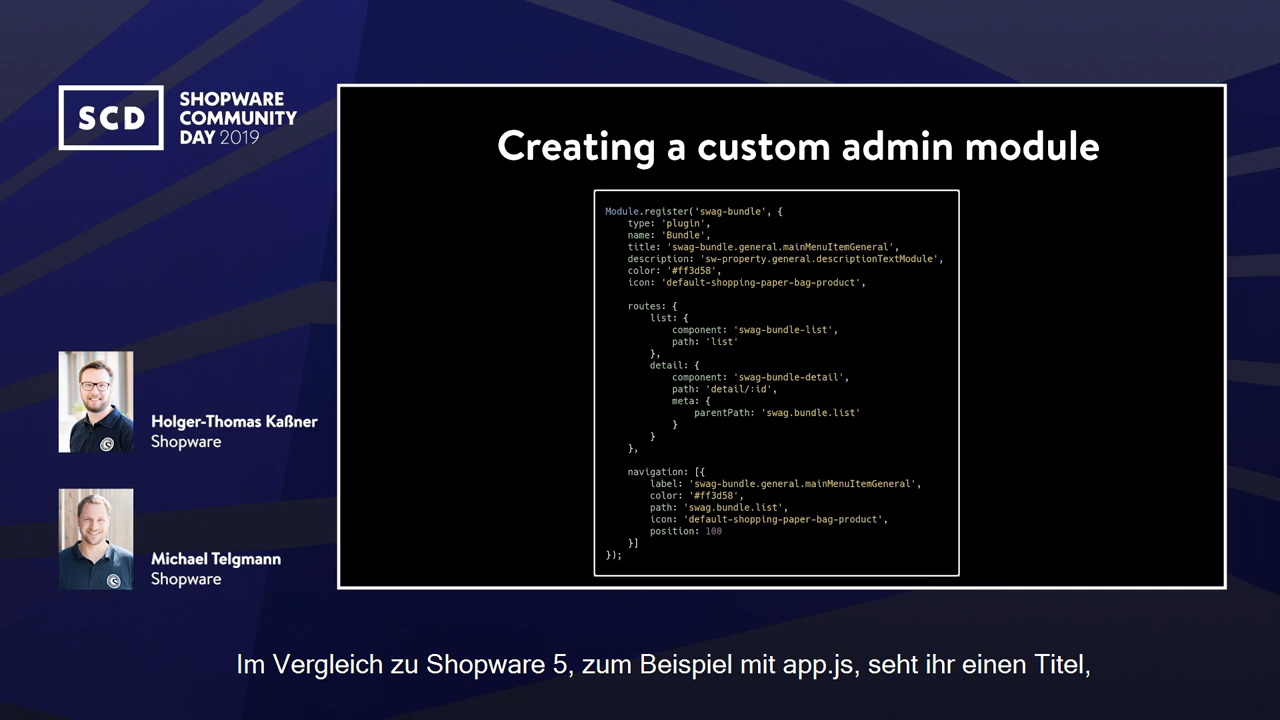 SCD
SHOPWARE
COMMUNITY
DAY 2019
Creating a custom admin module
Module.register('swag-bundle', {
    type: 'plugin',
    name: 'Bundle',
    title: 'swag-bundle.general.mainMenuItemGeneral',
    description: 'sw-property.general.descriptionTextModule',
    color: '#ff3d58',
    icon: 'default-shopping-paper-bag-product',
    routes: {
        list: {
            component: 'swag-bundle-list',
            path: 'list'
        },
        detail: {
            component: 'swag-bundle-detail',
            path: 'detail/:id',
            meta: {
                parentPath: 'swag.bundle.list'
            }
        }
    },
    navigation: [{
        label: 'swag-bundle.general.mainMenuItemGeneral',
        color: '#ff3d58',
        path: 'swag.bundle.list',
        icon: 'default-shopping-paper-bag-product',
        position: 100
    }]
});
Holger-Thomas Kaßner
Shopware
Michael Telgmann
Shopware
Im Vergleich zu Shopware 5, zum Beispiel mit app.js, seht ihr einen Titel,